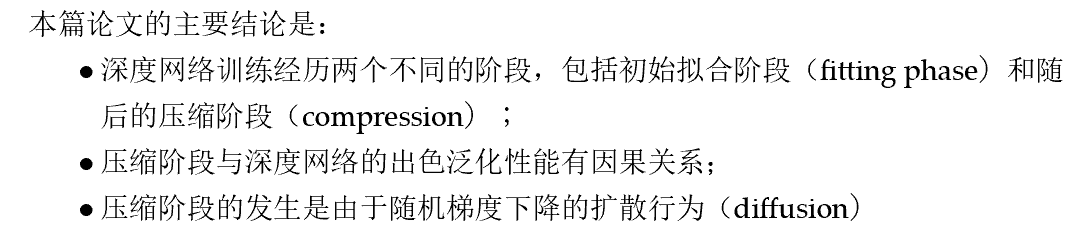 本篇论文的主要结论是：
● 深度网络训练经历两个不同的阶段，包括初始拟合阶段（fitting phase）和随
后的压缩阶段（compression）；
● 压缩阶段与深度网络的出色泛化性能有因果关系；
● 压缩阶段的发生是由于随机梯度下降的扩散行为（diffusion）